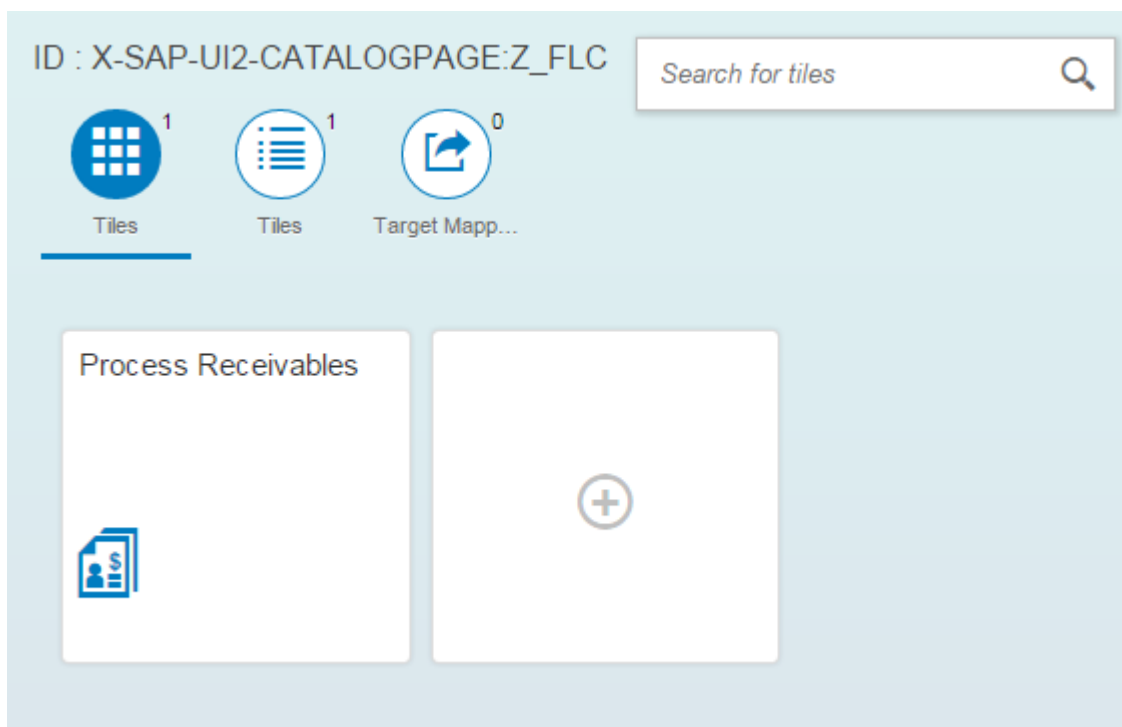 ID : X-SAP-UI2-CATALOGPAGE:Z_FLC
Search for tiles
1
1
0
Tiles
Tiles
Target Mapp...
Process Receivables
$